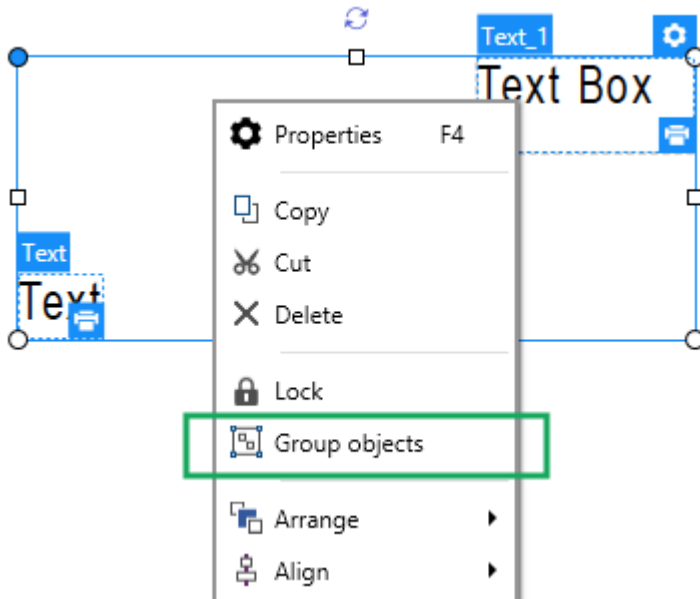 Text_1
Text Box
Properties F4
Copy
Text
Cut
Text
Delete
Lock
Group objects
Arrange
Align